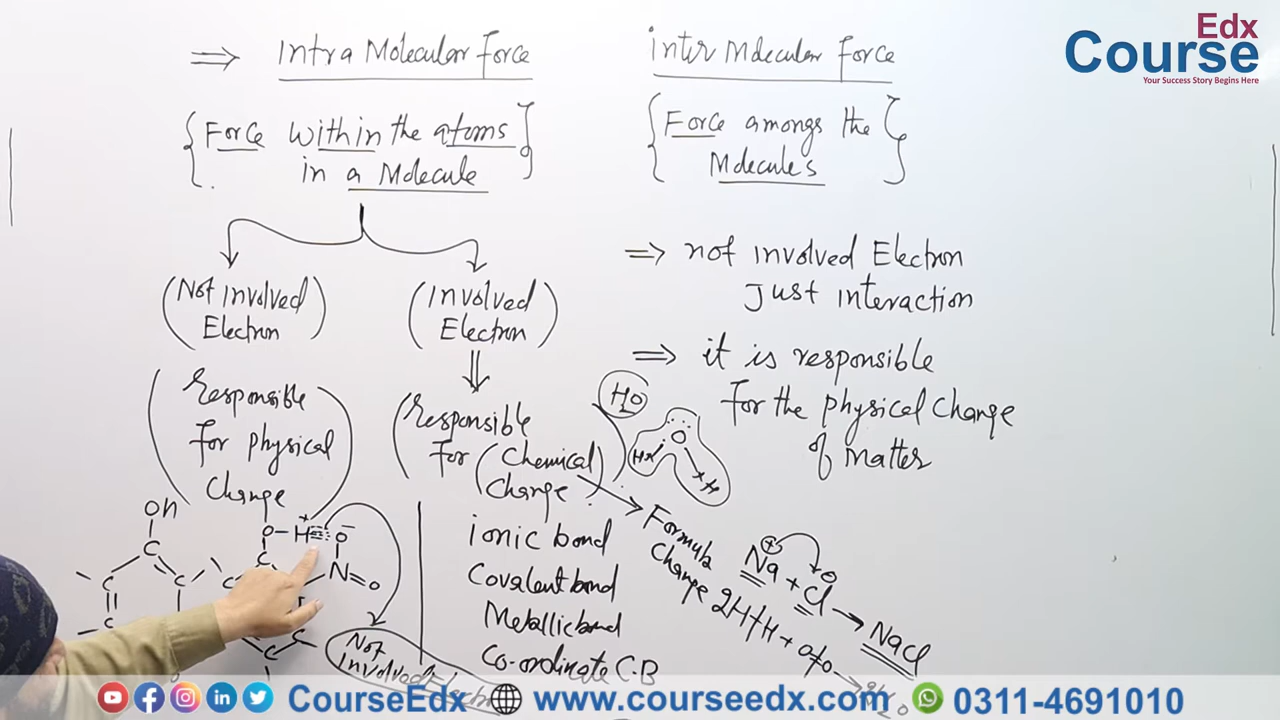 Edx
Course
Your Success Story Begins Here
⇒ Intra Molecular Force
{Force within the atoms
in a Molecule}
(Not Involved
Electron)
(Involved
Electron)
(Responsible
For physical
Change)
(Responsible
For (Chemical
Change))
ionic bond
Covalent bond
Metallic bond
Co-ordinate C.B
OH
C
C
C
O-H
+
O
−
N=O
C
C
Not
Involved
Inter Molecular Force
{Force amongs the
Molecules}
⇒ not involved Electron
Just interaction
⇒ it is responsible
For the physical Change
of matter
H2O
O
H
H
Formula
Change
Na + Cl → NaCl
CourseEdx
www.courseedx.com
0311-4691010